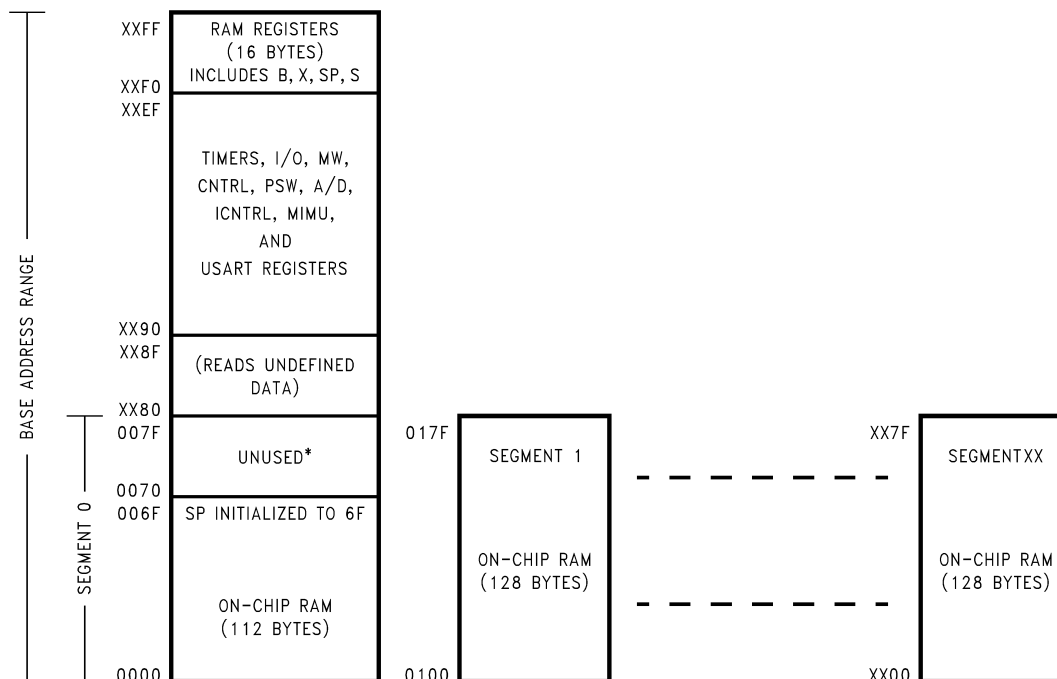 XXFF
RAM REGISTERS
(16 BYTES)
INCLUDES B, X, SP, S
XXF0
XXEF
TIMERS, I/O, MW,
CNTRL, PSW, A/D,
ICNTRL, MIMU,
AND
USART REGISTERS
BASE ADDRESS RANGE
XX90
XX8F
(READS UNDEFINED
DATA)
XX80
007F
UNUSED*
0070
006F
SP INITIALIZED TO 6F
SEGMENT 0
ON-CHIP RAM
(112 BYTES)
0000
017F
SEGMENT 1
ON-CHIP RAM
(128 BYTES)
0100
XX7F
SEGMENTXX
ON-CHIP RAM
(128 BYTES)
XX00